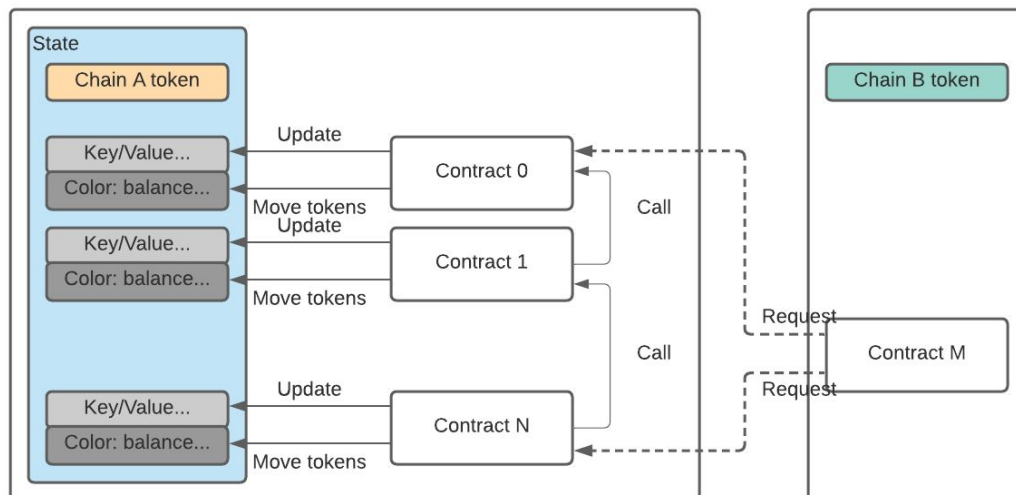 State
Chain A token
Chain B token
Update
Key/Value...
Contract 0
Color: balance...
Move tokens
Call
Update
Key/Value...
Contract 1
Color: balance...
Move tokens
Request
Call
Contract M
Request
Update
Key/Value...
Contract N
Color: balance...
Move tokens